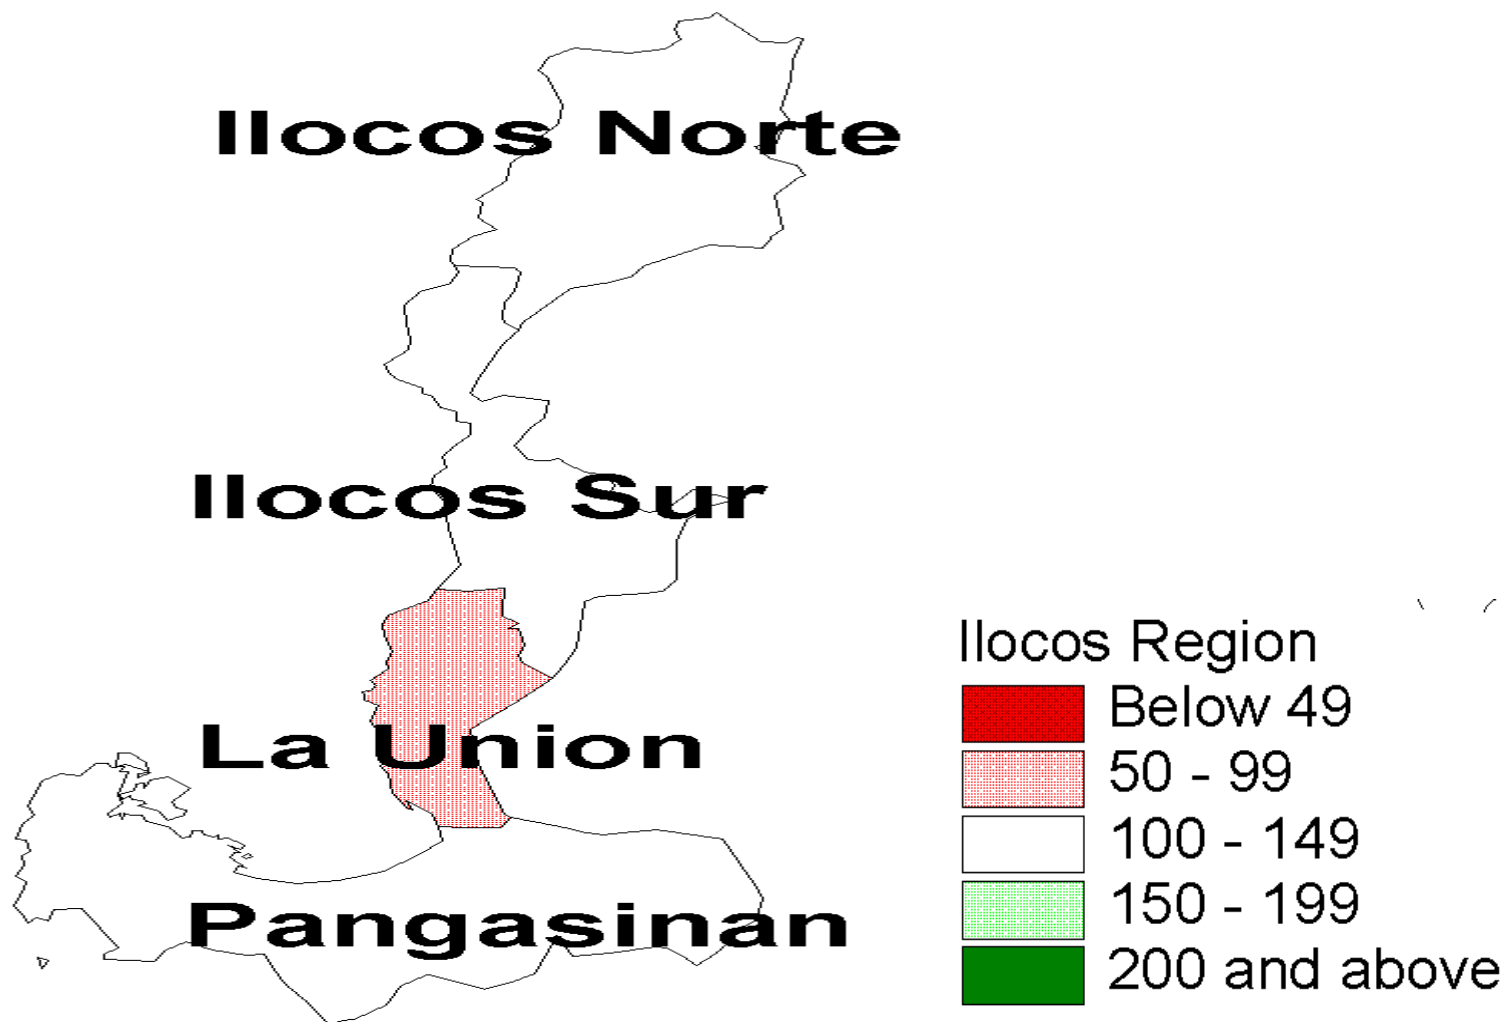 Ilocos Norte
Ilocos Sur
La Union
Pangasinan
Ilocos Region
Below 49
50 - 99
100 - 149
150 - 199
200 and above